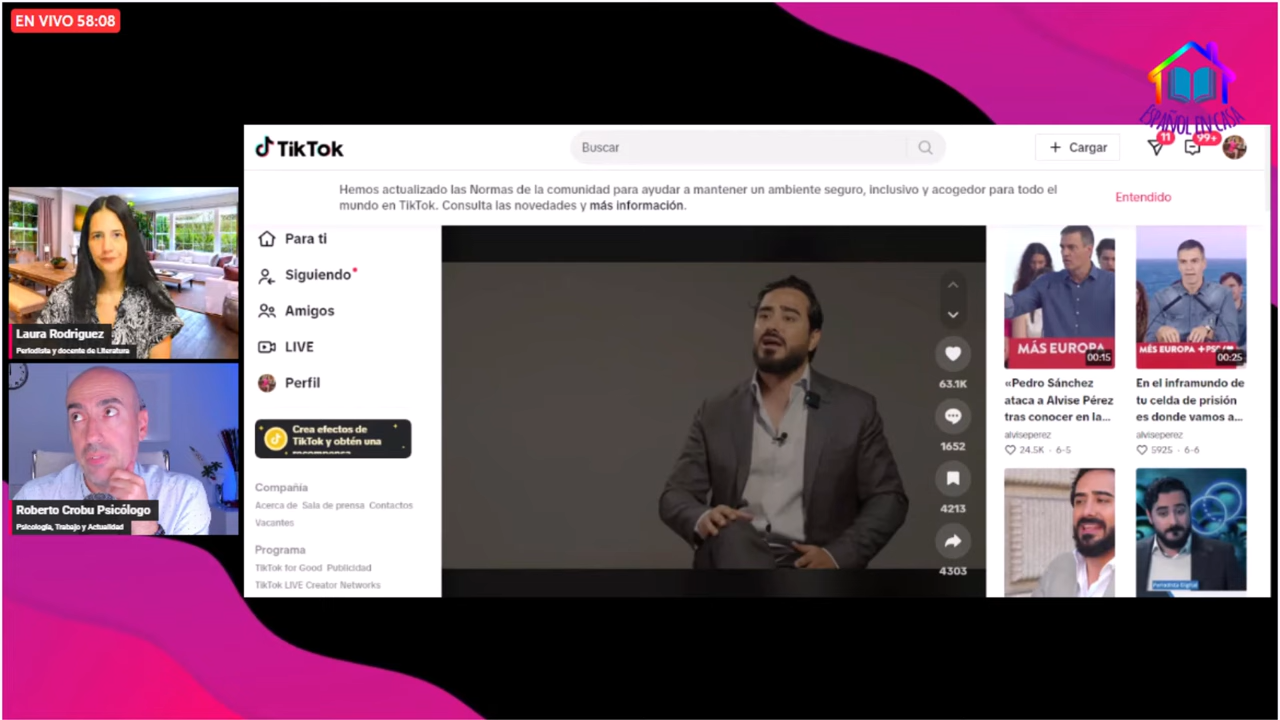 EN VIVO 58:08
ESPAÑOL EN CASA
TikTok
Buscar
Cargar
11
99+
Hemos actualizado las Normas de la comunidad para ayudar a mantener un ambiente seguro, inclusivo y acogedor para todo el
mundo en TikTok. Consulta las novedades y más información.
Entendido
Para ti
Siguiendo
Amigos
LIVE
Perfil
Crea efectos de
TikTok y obtén una
Compañía
Acerca de Sala de prensa Contactos
Vacantes
Programa
TikTok for Good Publicidad
TikTok LIVE Creator Networks
63.1K
1652
4213
4303
MÁS EUROPA
00:15
«Pedro Sánchez
ataca a Alvise Pérez
tras conocer en la...
alviseperez
24.5K · 6-5
MÁS EUROPA
00:25
En el inframundo de
tu celda de prisión
es donde vamos a...
alviseperez
5925 · 6-6
Periodista Digital
Laura Rodriguez
Periodista y docente de Literatura
Roberto Crobu Psicólogo
Psicología, Trabajo y Actualidad